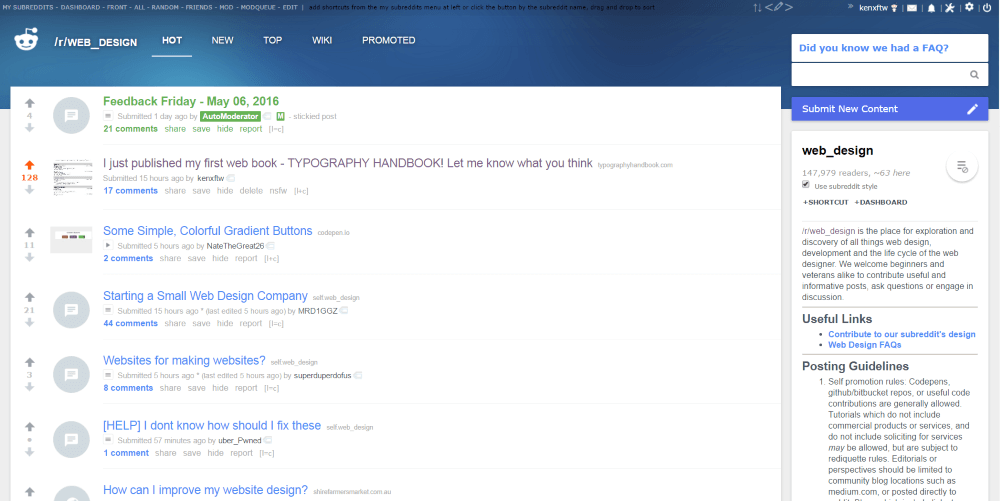 MY SUBREDDITS - DASHBOARD - FRONT - ALL - RANDOM - FRIENDS - MOD - MODQUEUE - EDIT | add shortcuts from the my subreddits menu at left or click the button by the subreddit name, drag and drop to sort
kenxftw
/r/WEB_DESIGN
HOT NEW TOP WIKI PROMOTED
4
Feedback Friday - May 06, 2016
Submitted 1 day ago by AutoModerator M - stickied post
21 comments share save hide report [l=c]
128
I just published my first web book - TYPOGRAPHY HANDBOOK! Let me know what you think typographyhandbook.com
Submitted 15 hours ago by kenxftw
17 comments share save hide delete nsfw [l+c]
11
Some Simple, Colorful Gradient Buttons codepen.io
Submitted 5 hours ago by NateTheGreat26
2 comments share save hide report [l+c]
21
Starting a Small Web Design Company self.web_design
Submitted 15 hours ago * (last edited 5 hours ago) by MRD1GGZ
44 comments share save hide report [l=c]
3
Websites for making websites? self.web_design
Submitted 5 hours ago * (last edited 5 hours ago) by superduperdofus
8 comments share save hide report [l=c]
•
[HELP] I dont know how should I fix these self.web_design
Submitted 57 minutes ago by uber_Pwned
1 comment share save hide report [l=c]
How can I improve my website design? shirefarmersmarket.com.au
Did you know we had a FAQ?
Submit New Content
web_design
147,979 readers, ~63 here
Use subreddit style
+SHORTCUT +DASHBOARD
/r/web_design is the place for exploration and
discovery of all things web design,
development and the life cycle of the web
designer. We welcome beginners and
veterans alike to contribute useful and
informative posts, ask questions or engage in
discussion.
Useful Links
• Contribute to our subreddit's design
• Web Design FAQs
Posting Guidelines
1. Self promotion rules: Codepens,
github/bitbucket repos, or useful code
contributions are generally allowed.
Tutorials which do not include
commercial products or services, and
do not include soliciting for services
may be allowed, but are subject to
rediquette rules. Editorials or
perspectives should be limited to
community blog locations such as
medium.com, or posted directly to